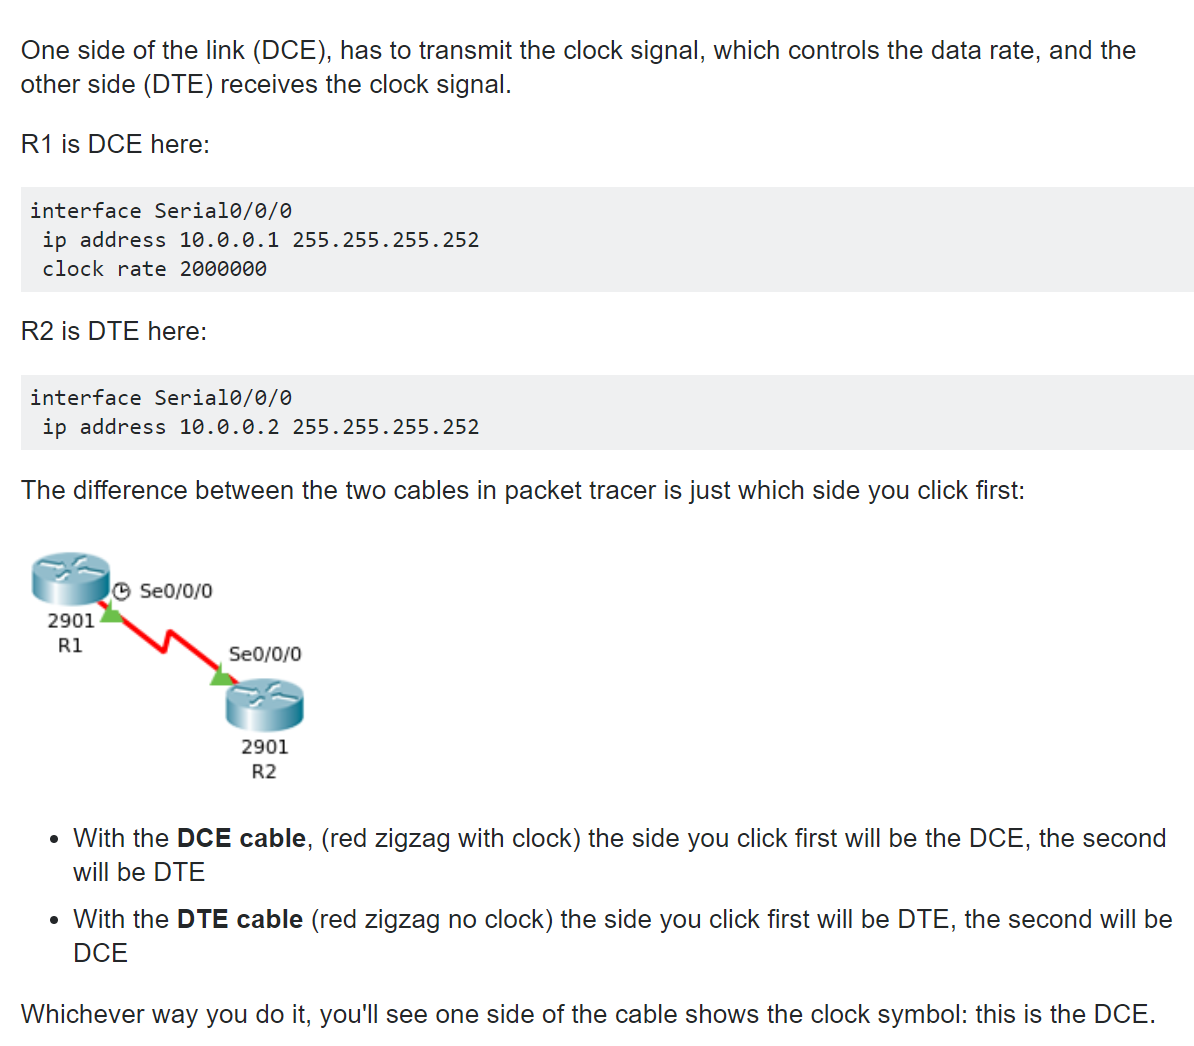 One side of the link (DCE), has to transmit the clock signal, which controls the data rate, and the
other side (DTE) receives the clock signal.
R1 is DCE here:
interface Serial0/0/0
ip address 10.0.0.1 255.255.255.252
clock rate 2000000
R2 is DTE here:
interface Serial0/0/0
ip address 10.0.0.2 255.255.255.252
The difference between the two cables in packet tracer is just which side you click first:
Se0/0/0
2901
R1
Se0/0/0
2901
R2
• With the DCE cable, (red zigzag with clock) the side you click first will be the DCE, the second
will be DTE
• With the DTE cable (red zigzag no clock) the side you click first will be DTE, the second will be
DCE
Whichever way you do it, you'll see one side of the cable shows the clock symbol: this is the DCE.